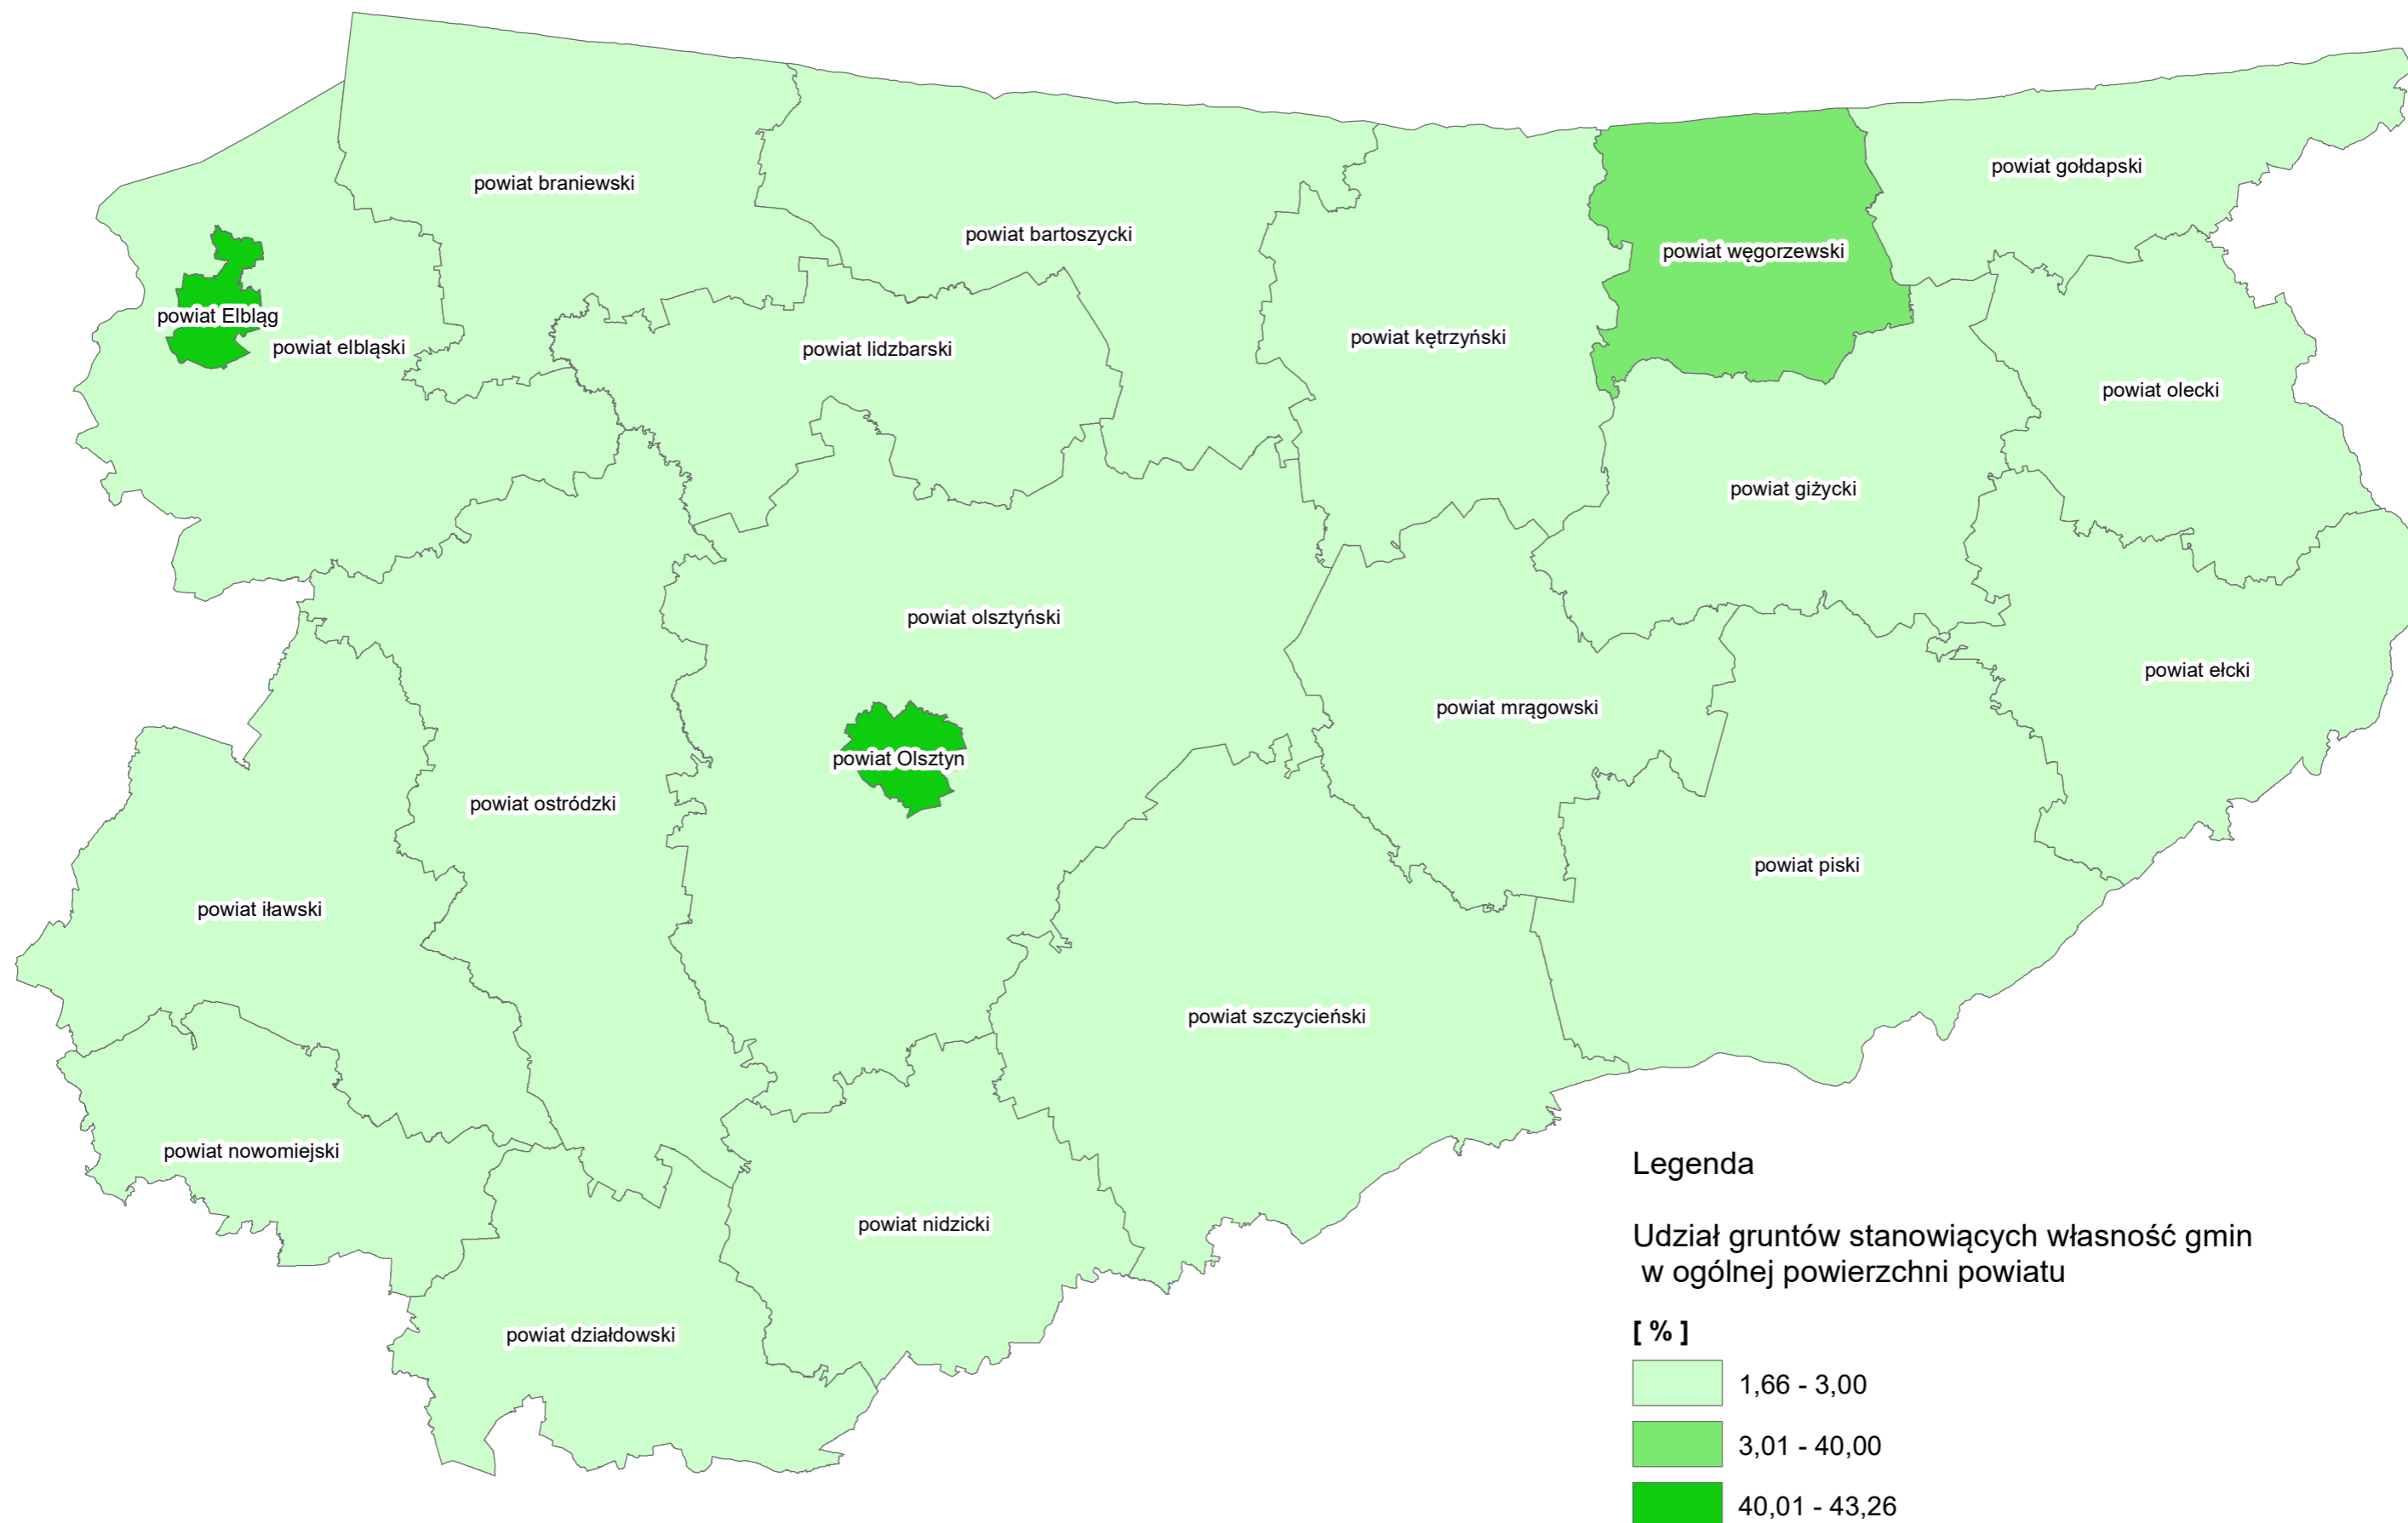 powiat gołdapski
powiat braniewski
powiat bartoszycki
powiat węgorzewski
powiat Elbląg
powiat kętrzyński
powiat elbląski
powiat lidzbarski
powiat olecki
powiat giżycki
powiat olsztyński
powiat ełcki
powiat mrągowski
powiat Olsztyn
powiat ostródzki
powiat piski
powiat iławski
powiat szczycieński
powiat nowomiejski
powiat nidzicki
powiat działdowski
Legenda
Udział gruntów stanowiących własność gmin
w ogólnej powierzchni powiatu
[ % ]
1,66 - 3,00
3,01 - 40,00
40,01 - 43,26